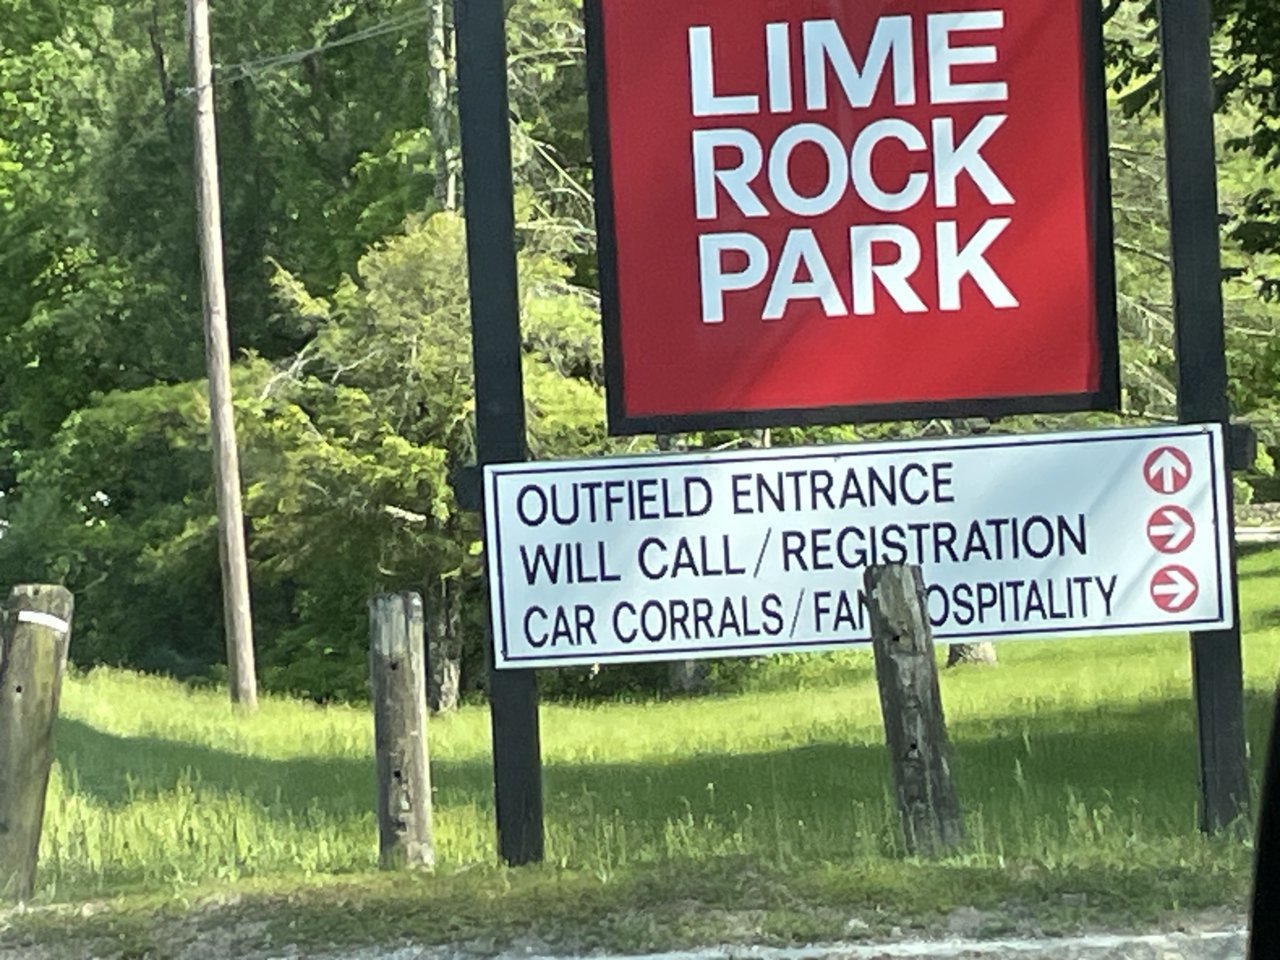 LIME
ROCK
PARK
OUTFIELD ENTRANCE
WILL CALL / REGISTRATION
CAR CORRALS / FAN HOSPITALITY